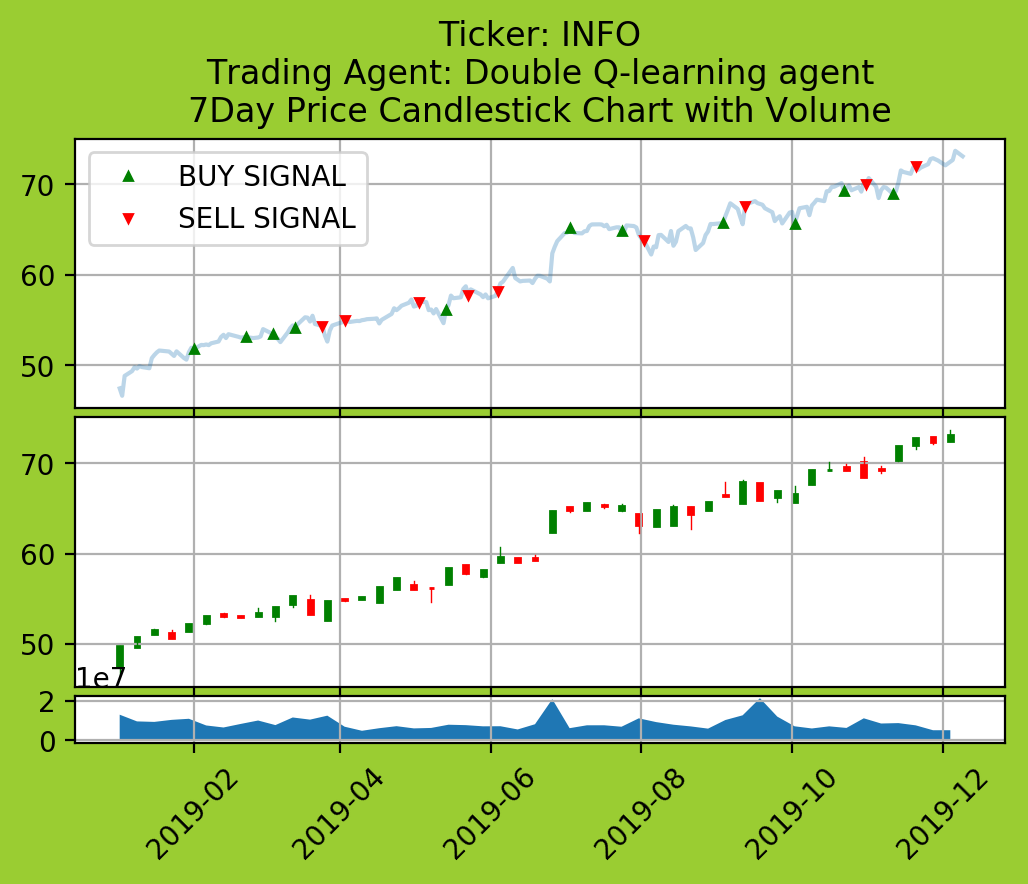 Ticker: INFO
Trading Agent: Double Q-learning agent
7Day Price Candlestick Chart with Volume
BUY SIGNAL
SELL SIGNAL
70
60
50
70
60
50
1e7
2
0
2019-02
2019-04
2019-06
2019-08
2019-10
2019-12